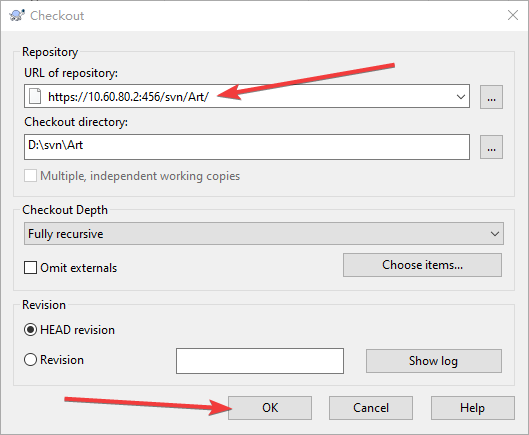 Checkout
Repository
URL of repository:
https://10.60.80.2:456/svn/Art/
...
Checkout directory:
D:\svn\Art
...
Multiple, independent working copies
Checkout Depth
Fully recursive
Omit externals
Choose items...
Revision
HEAD revision
Revision
Show log
OK
Cancel
Help